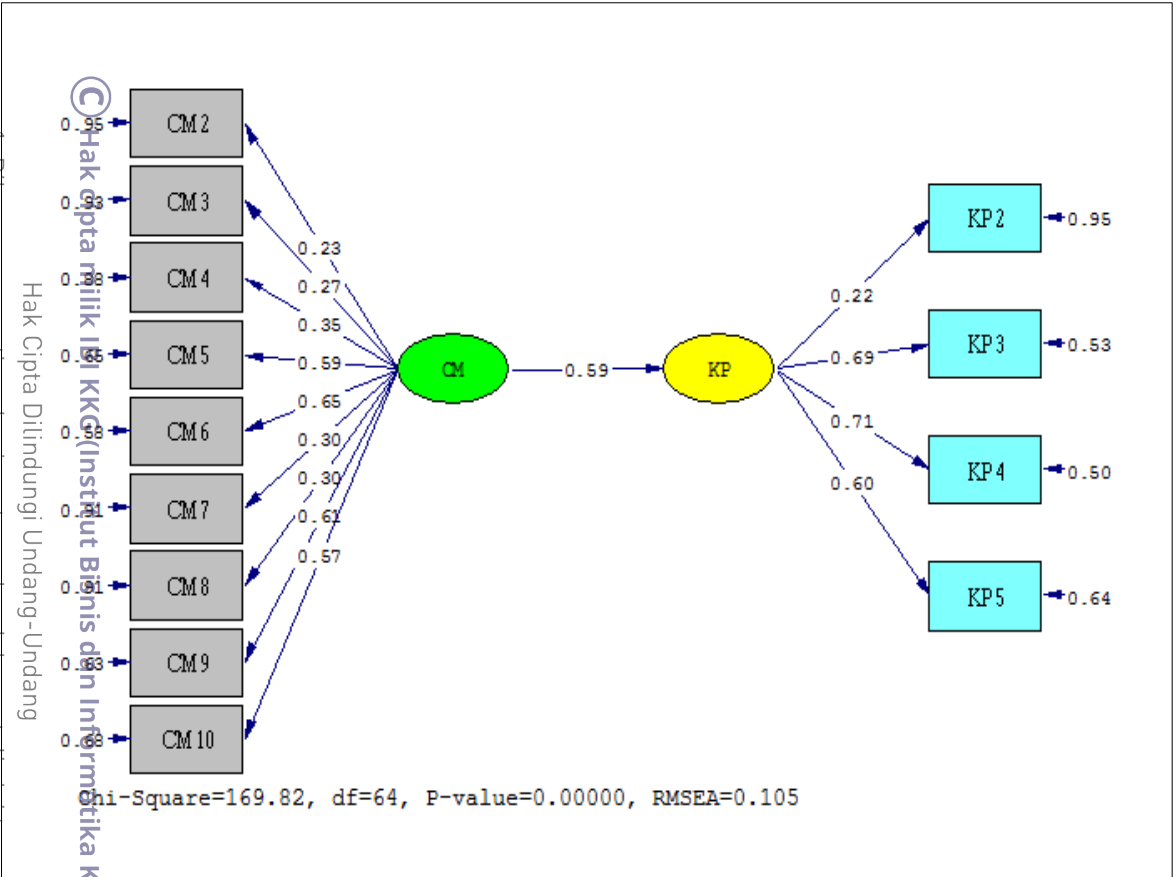 © Hak cipta milik IBI KKG (Institut Bisnis dan Informatika K
Hak Cipta Dilindungi Undang-Undang
0.95
CM2
0.93
CM3
0.88
CM4
0.65
CM5
0.58
CM6
0.91
CM7
0.91
CM8
0.63
CM9
0.68
CM10
0.23
0.27
0.35
0.59
0.65
0.30
0.30
0.61
0.57
CM
0.59
KP
0.22
0.69
0.71
0.60
KP2
0.95
KP3
0.53
KP4
0.50
KP5
0.64
Chi-Square=169.82, df=64, P-value=0.00000, RMSEA=0.105